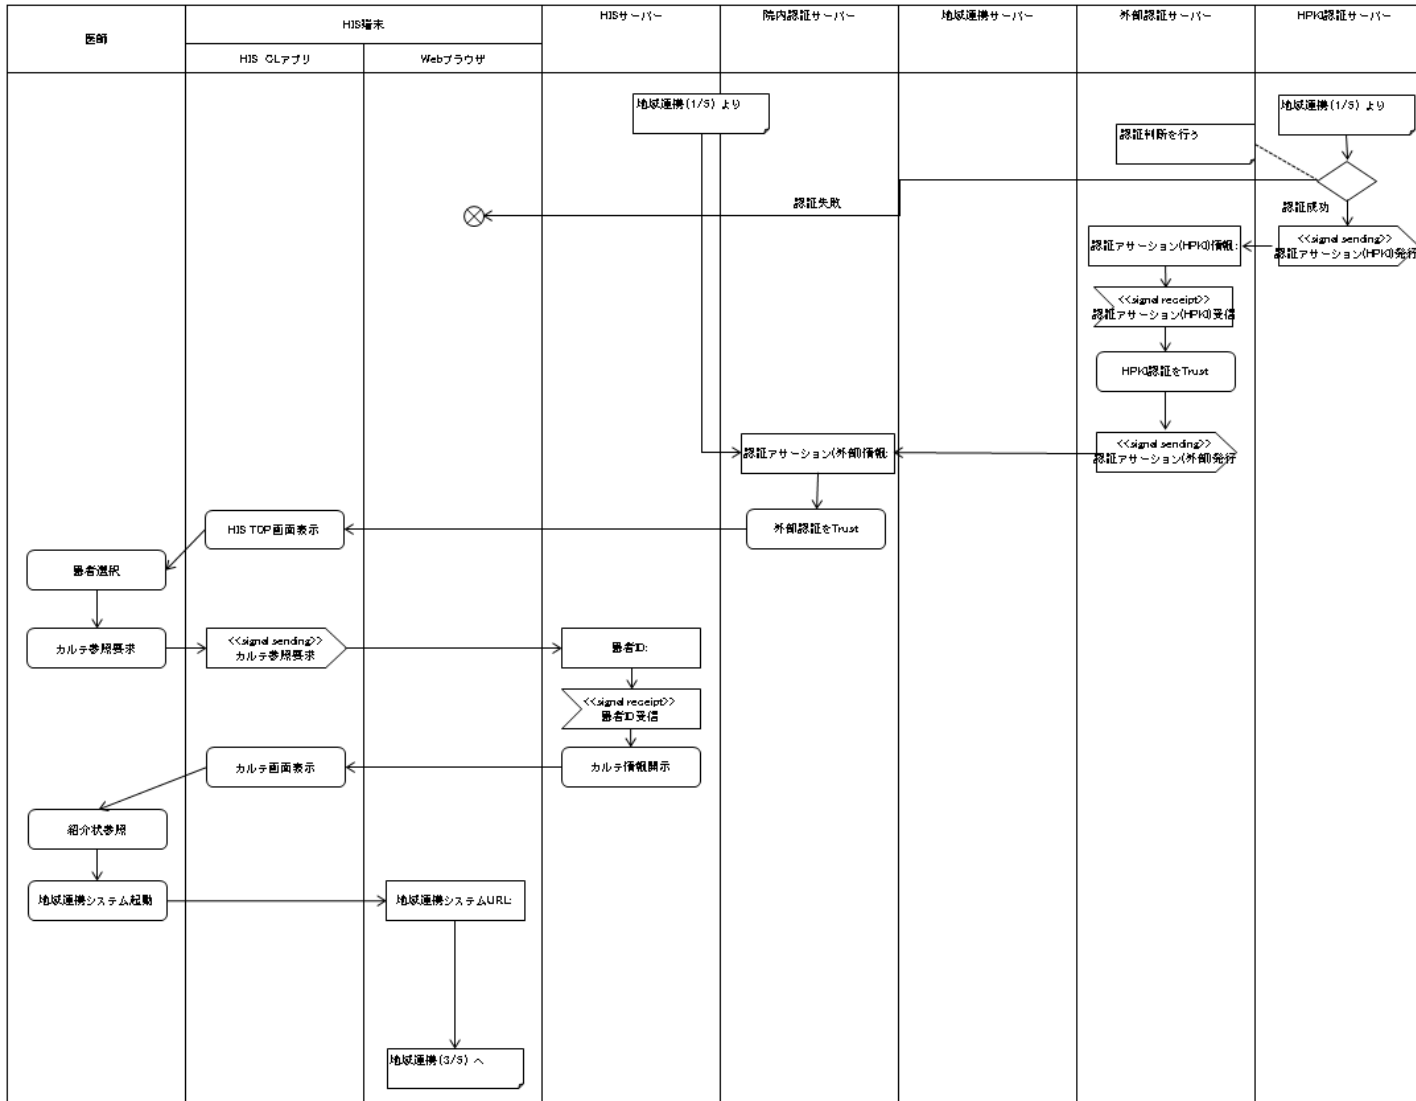 医師
HIS端末
HIS CLアプリ
Webブラウザ
HISサーバー
院内認証サーバー
地域連携サーバー
外部認証サーバー
HPKI認証サーバー
地域連携(1/5) より
地域連携(1/5) より
認証判断を行う
認証失敗
認証成功
<<signal sending>>
認証アサーション(HPKI)発行
認証アサーション(HPKI)情報:
<<signal receipt>>
認証アサーション(HPKI)受信
HPKI認証をTrust
<<signal sending>>
認証アサーション(外部)発行
認証アサーション(外部)情報:
外部認証をTrust
HIS TOP画面表示
患者選択
カルテ参照要求
<<signal sending>>
カルテ参照要求
患者ID:
<<signal receipt>>
患者ID受信
カルテ情報開示
カルテ画面表示
紹介状参照
地域連携システム起動
地域連携システムURL:
地域連携(3/5) へ